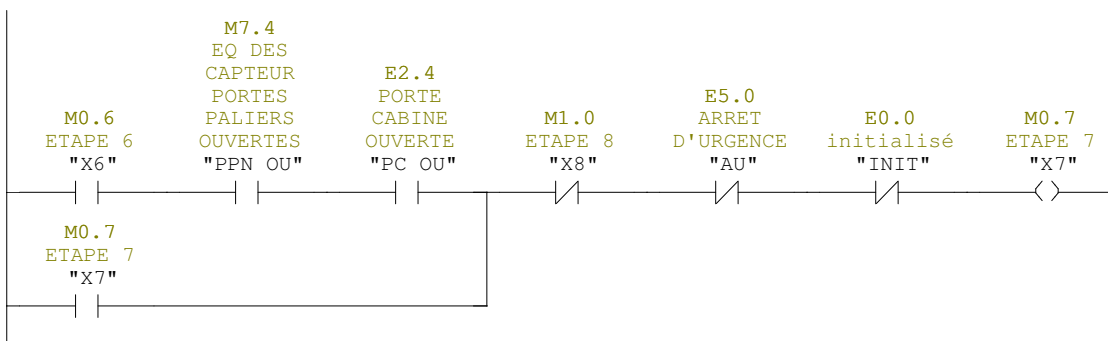 M7.4
EQ DES
CAPTEUR
PORTES
PALIERS
OUVERTES
"PPN OU"
E2.4
PORTE
CABINE
OUVERTE
"PC OU"
M0.6
ETAPE 6
"X6"
M1.0
ETAPE 8
"X8"
E5.0
ARRET
D'URGENCE
"AU"
E0.0
initialisé
"INIT"
M0.7
ETAPE 7
"X7"
M0.7
ETAPE 7
"X7"